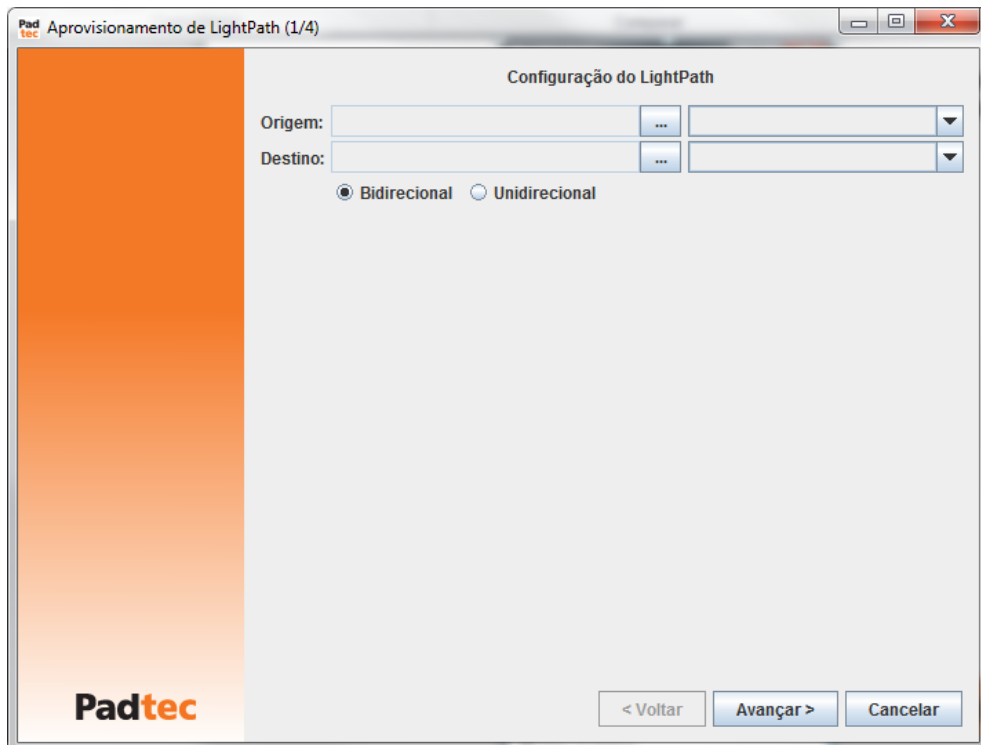 Pad
tec
Aprovisionamento de LightPath (1/4)
Configuração do LightPath
Origem: ...
Destino: ...
Bidirecional Unidirecional
Padtec
< Voltar Avançar > Cancelar